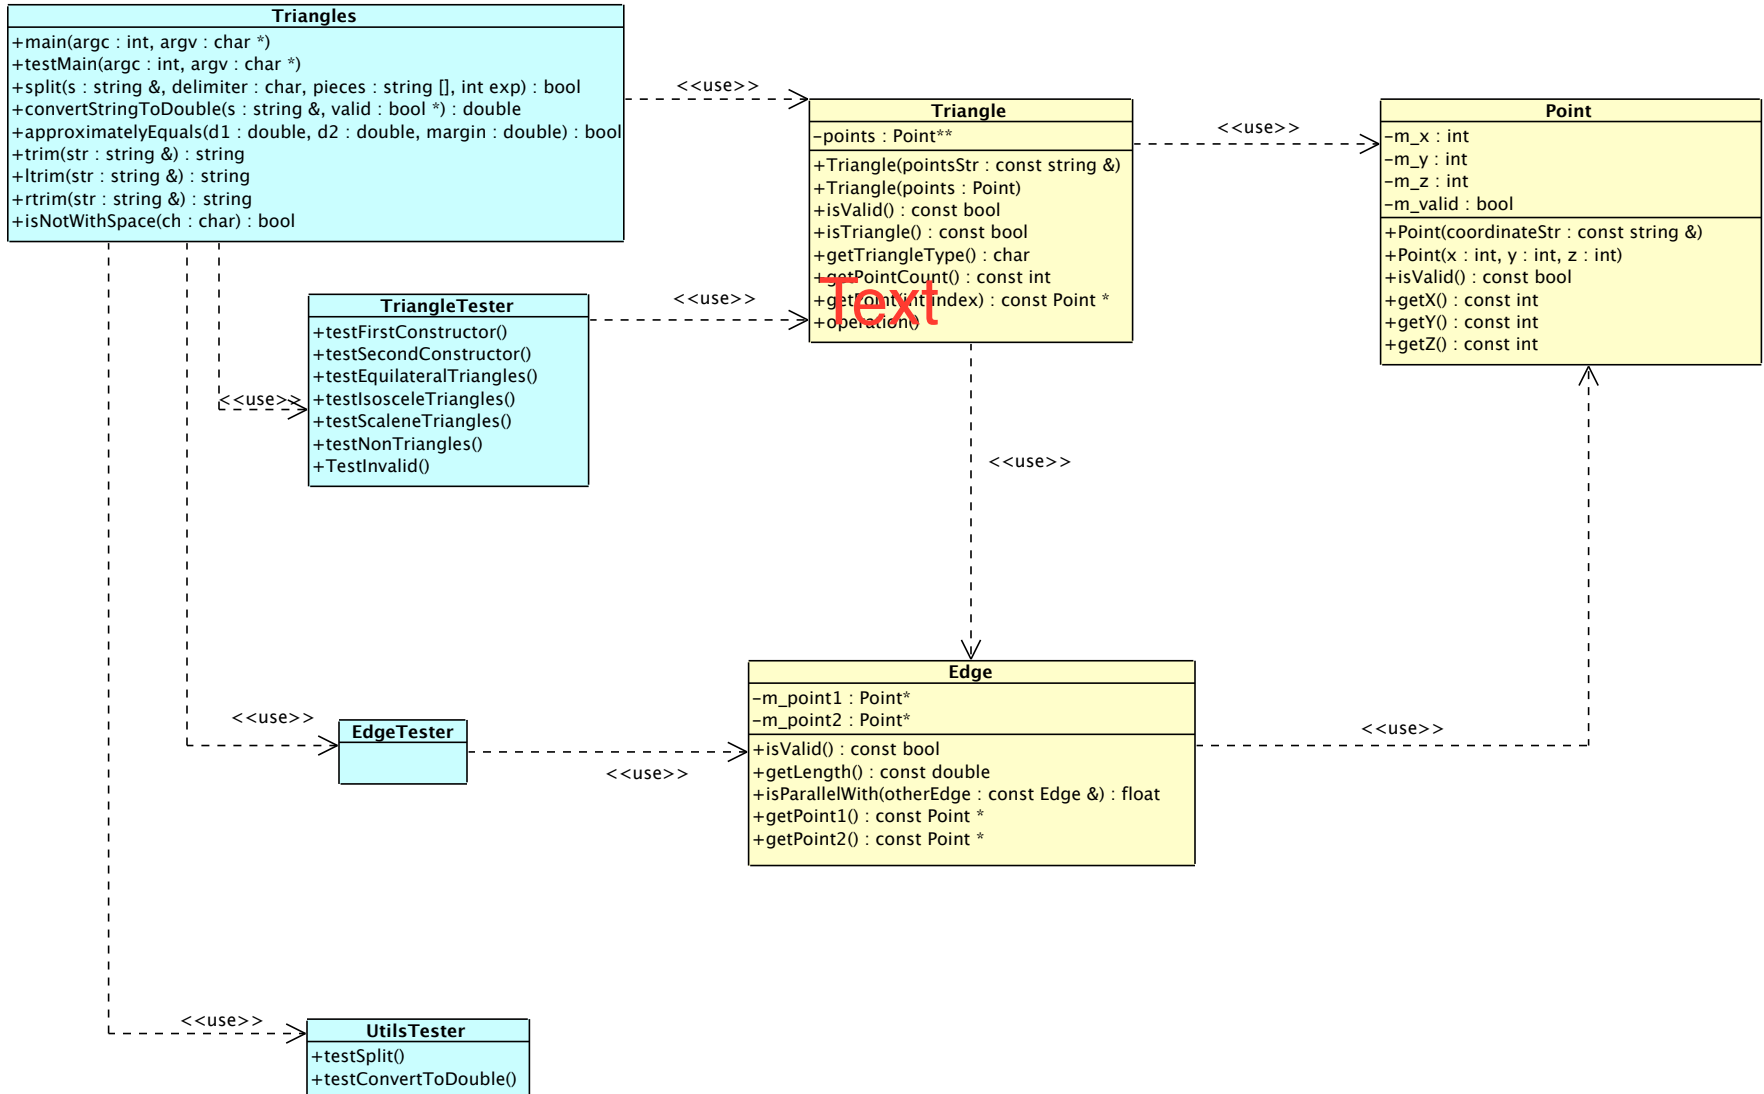 Triangles
+main(argc : int, argv : char *)
+testMain(argc : int, argv : char *)
+split(s : string &, delimiter : char, pieces : string [], int exp) : bool
+convertStringToDouble(s : string &, valid : bool *) : double
+approximatelyEquals(d1 : double, d2 : double, margin : double) : bool
+trim(str : string &) : string
+ltrim(str : string &) : string
+rtrim(str : string &) : string
+isNotWithSpace(ch : char) : bool
<<use>>
Triangle
-points : Point**
+Triangle(pointsStr : const string &)
+Triangle(points : Point)
+isValid() : const bool
+isTriangle() : const bool
+getTriangleType() : char
+getPointCount() : const int
+getPoint(int index) : const Point *
+operation()
Text
<<use>>
Point
-m_x : int
-m_y : int
-m_z : int
-m_valid : bool
+Point(coordinateStr : const string &)
+Point(x : int, y : int, z : int)
+isValid() : const bool
+getX() : const int
+getY() : const int
+getZ() : const int
<<use>>
TriangleTester
+testFirstConstructor()
+testSecondConstructor()
+testEquilateralTriangles()
+testIsosceleTriangles()
+testScaleneTriangles()
+testNonTriangles()
+TestInvalid()
<<use>>
<<use>>
Edge
-m_point1 : Point*
-m_point2 : Point*
+isValid() : const bool
+getLength() : const double
+isParallelWith(otherEdge : const Edge &) : float
+getPoint1() : const Point *
+getPoint2() : const Point *
<<use>>
<<use>>
EdgeTester
<<use>>
<<use>>
UtilsTester
+testSplit()
+testConvertToDouble()